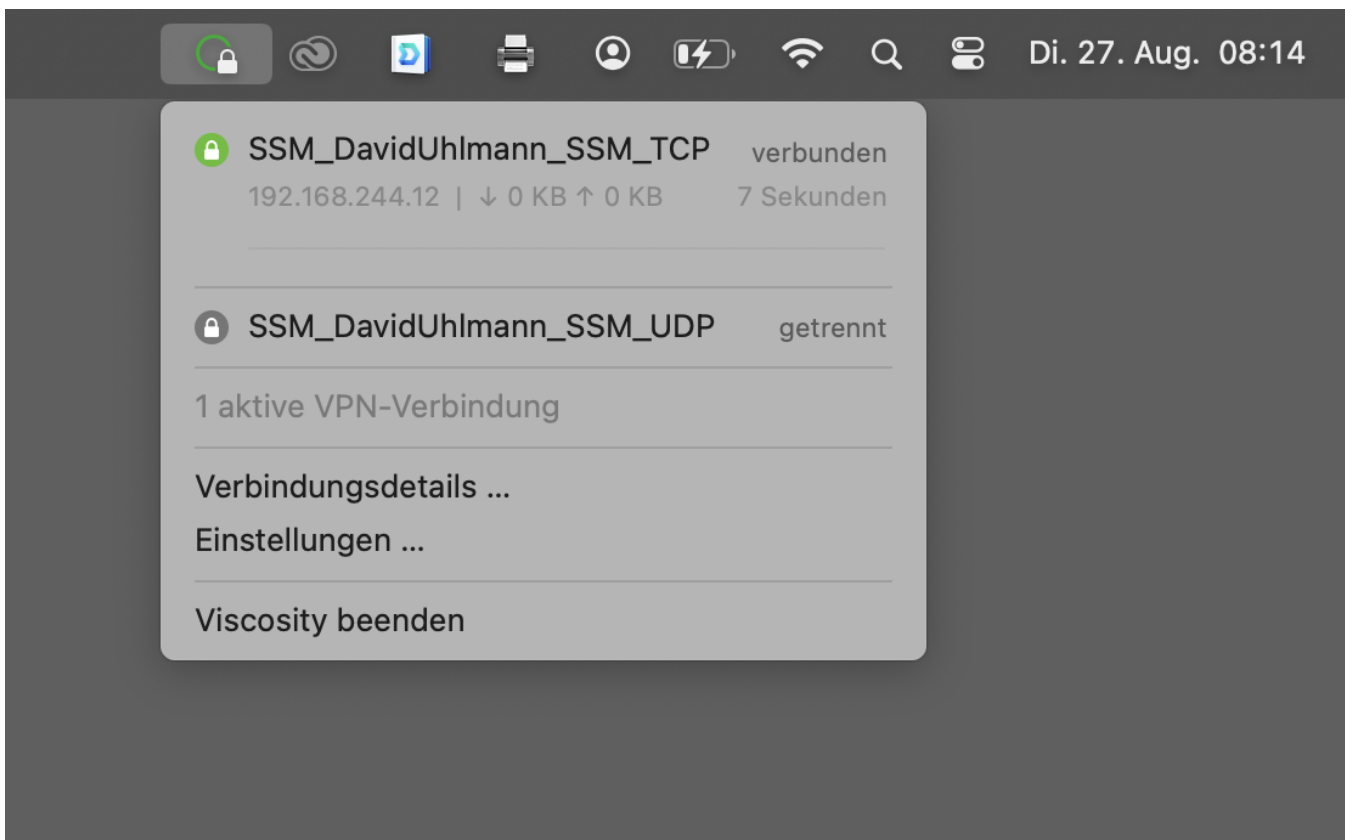 Di. 27. Aug. 08:14
SSM_DavidUhlmann_SSM_TCP verbunden
192.168.244.12 | ↓ 0 KB ↑ 0 KB 7 Sekunden
SSM_DavidUhlmann_SSM_UDP getrennt
1 aktive VPN-Verbindung
Verbindungsdetails ...
Einstellungen ...
Viscosity beenden